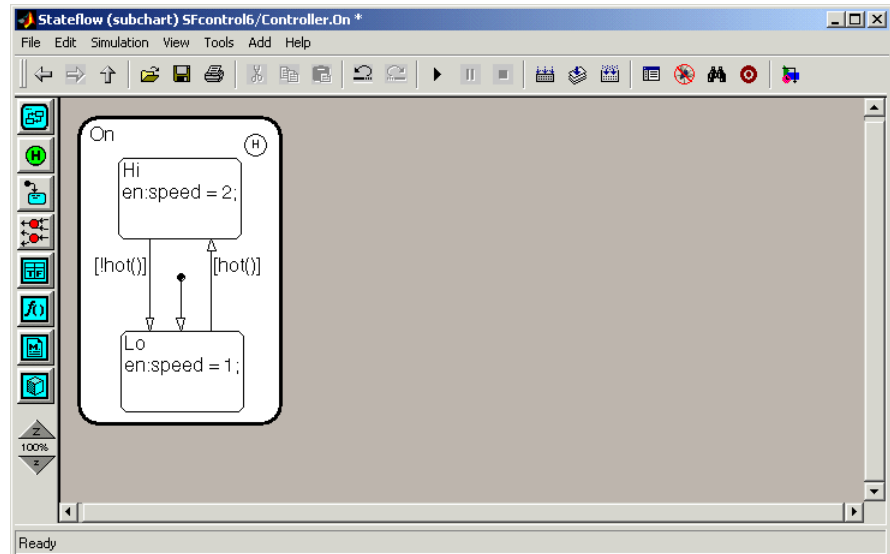 Stateflow (subchart) SFcontrol6/Controller.On *
File Edit Simulation View Tools Add Help
On
H
Hi
en:speed = 2;
[!hot()]
[hot()]
Lo
en:speed = 1;
H
TF
f()
M
Z
100%
z
Ready